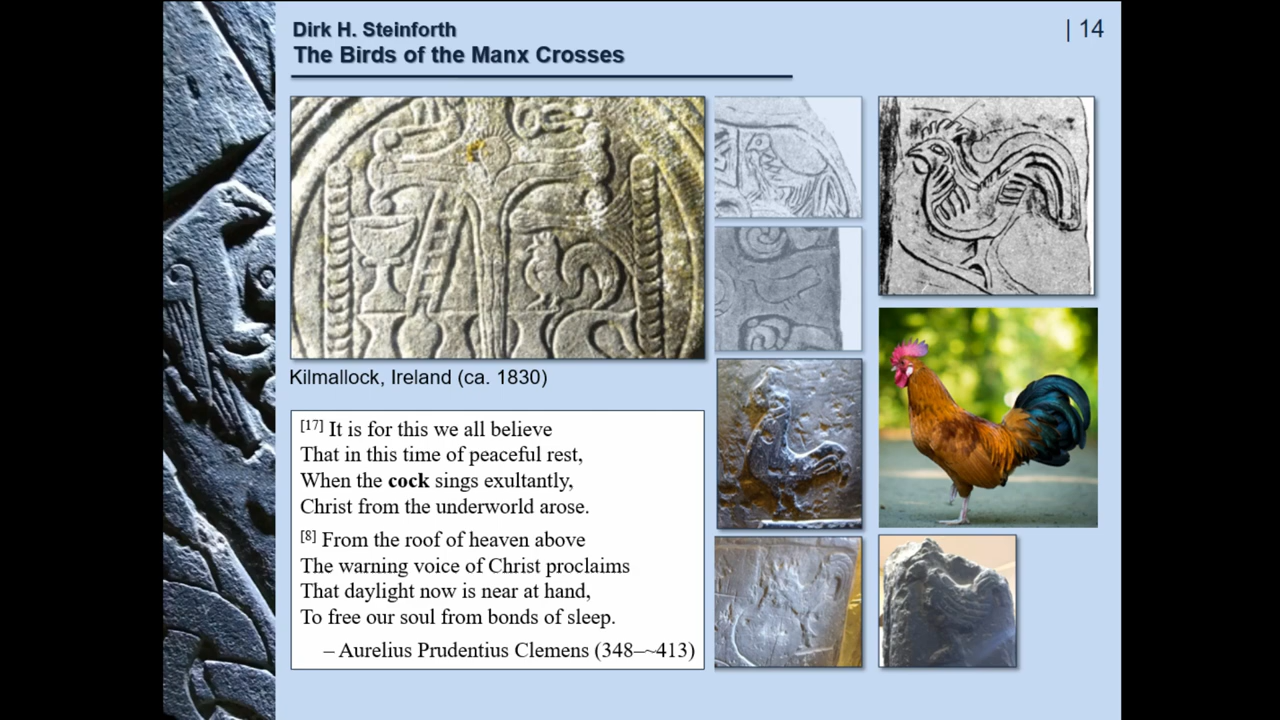 Dirk H. Steinforth
The Birds of the Manx Crosses
| 14
Kilmallock, Ireland (ca. 1830)
[17] It is for this we all believe
That in this time of peaceful rest,
When the cock sings exultantly,
Christ from the underworld arose.
[8] From the roof of heaven above
The warning voice of Christ proclaims
That daylight now is near at hand,
To free our soul from bonds of sleep.
– Aurelius Prudentius Clemens (348—~413)